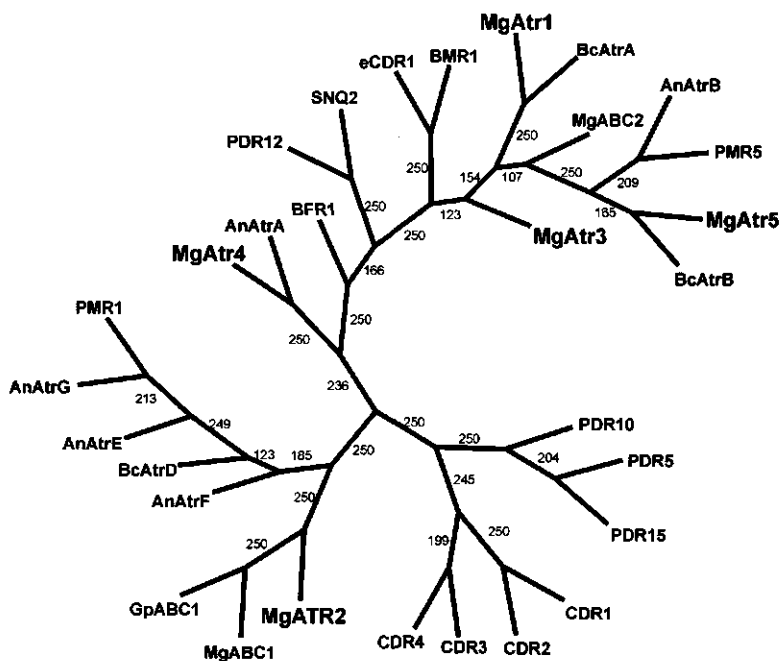 MgAtr1
BMR1
eCDR1
BcAtrA
AnAtrB
SNQ2
MgABC2
PDR12
250
250
PMR5
154
107
250
209
250
185
AnAtrA
BFR1
250
123
MgAtr3
MgAtr5
MgAtr4
166
BcAtrB
PMR1
250
250
AnAtrG
213
236
AnAtrE
249
250
PDR10
250
BcAtrD
123
185
250
204
PDR5
AnAtrF
245
250
PDR15
250
199
250
GpABC1
MgATR2
CDR1
CDR4
CDR3
CDR2
MgABC1